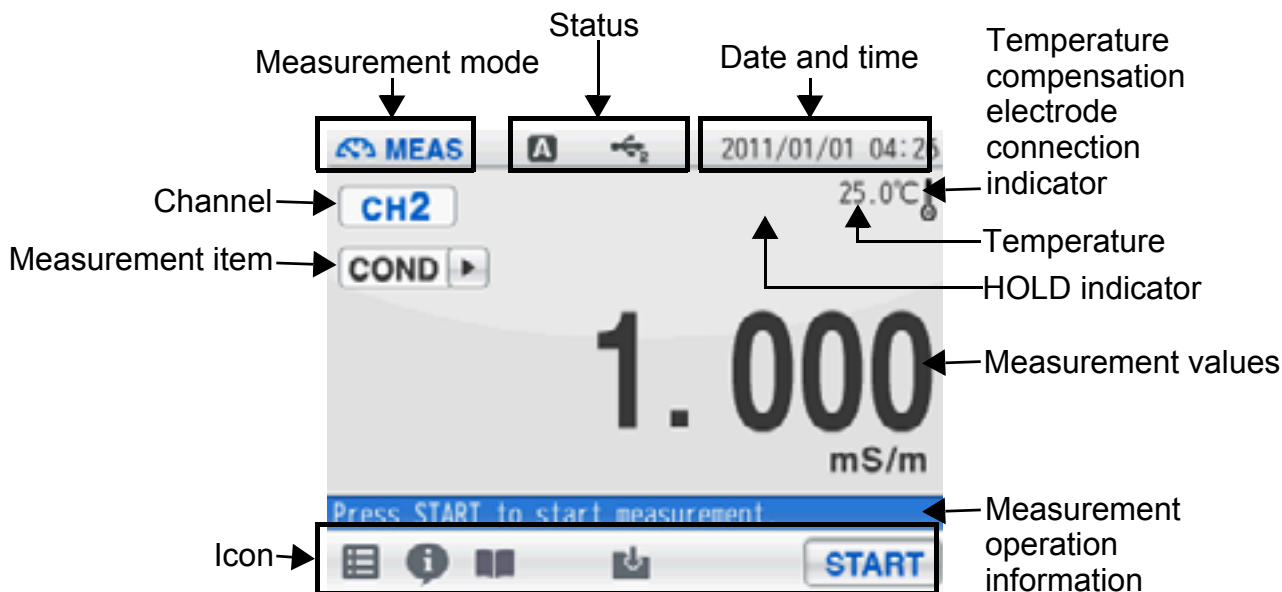 Status
Measurement mode
Date and time
Temperature
compensation
electrode
connection
indicator
MEAS
A
2
2011/01/01 04:26
Channel
CH2
25.0℃
Temperature
Measurement item
COND
HOLD indicator
1. 000
Measurement values
mS/m
Press START to start measurement.
Measurement
operation
information
Icon
START